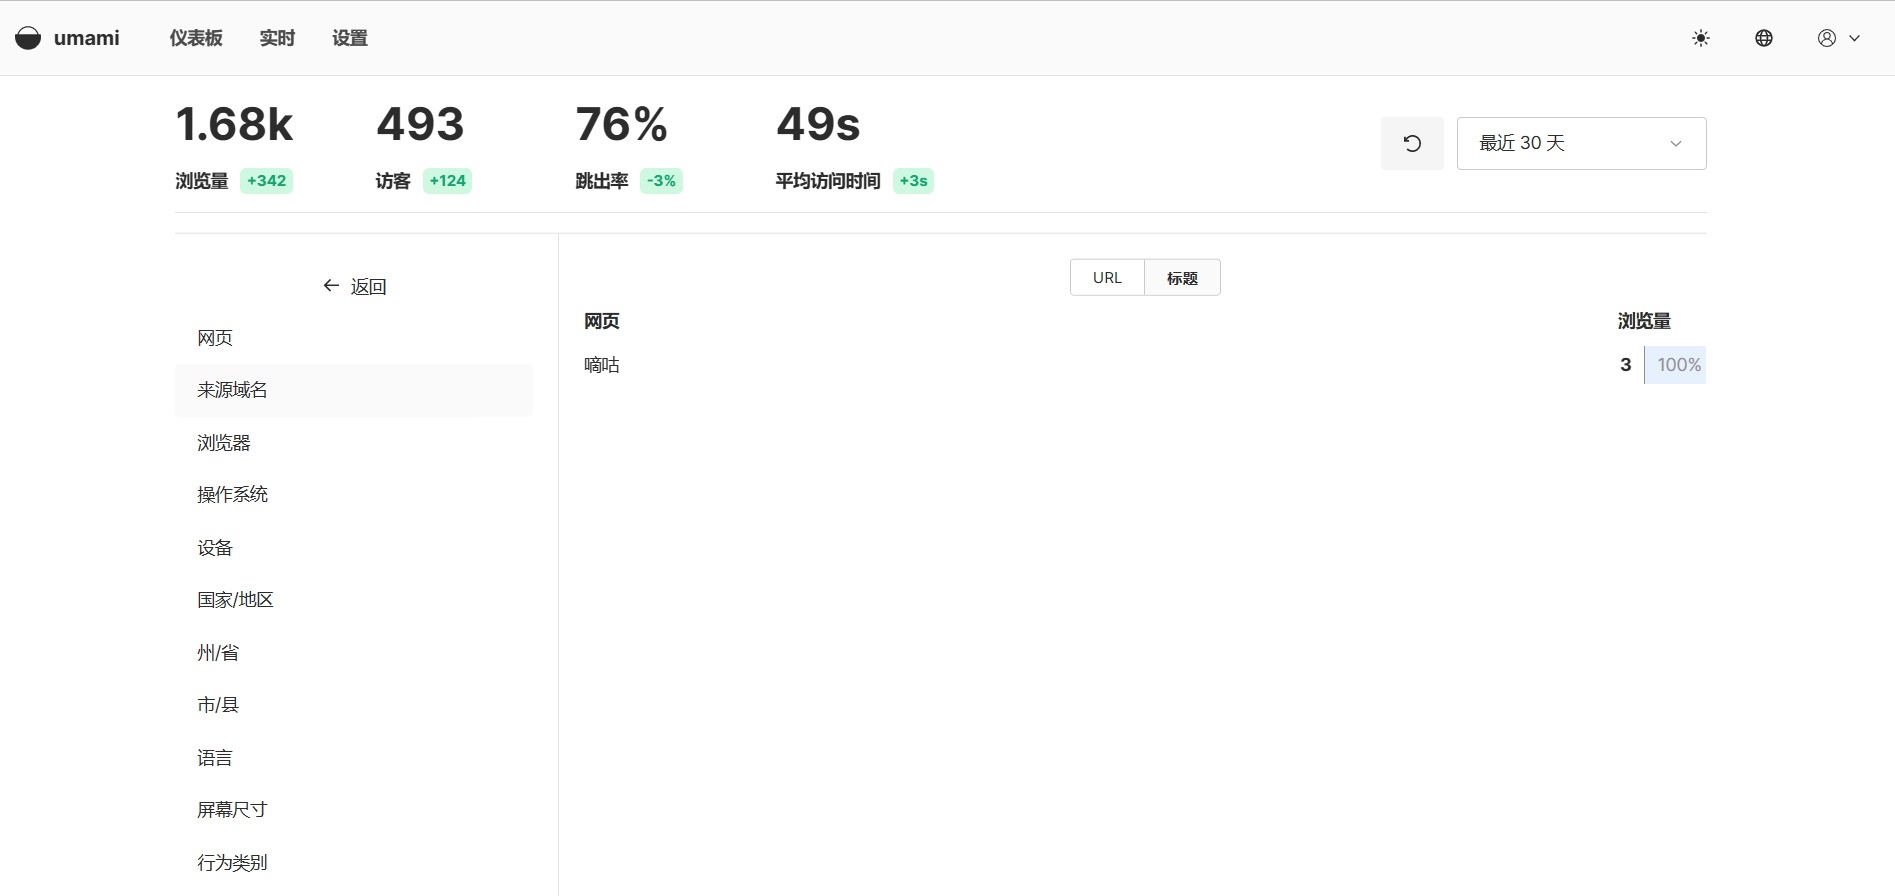 umami 仪表板 实时 设置
1.68k 493 76% 49s
浏览量 +342 访客 +124 跳出率 -3% 平均访问时间 +3s
最近 30 天
← 返回
网页
来源域名
浏览器
操作系统
设备
国家/地区
州/省
市/县
语言
屏幕尺寸
行为类别
URL 标题
网页 浏览量
嘀咕 3 100%